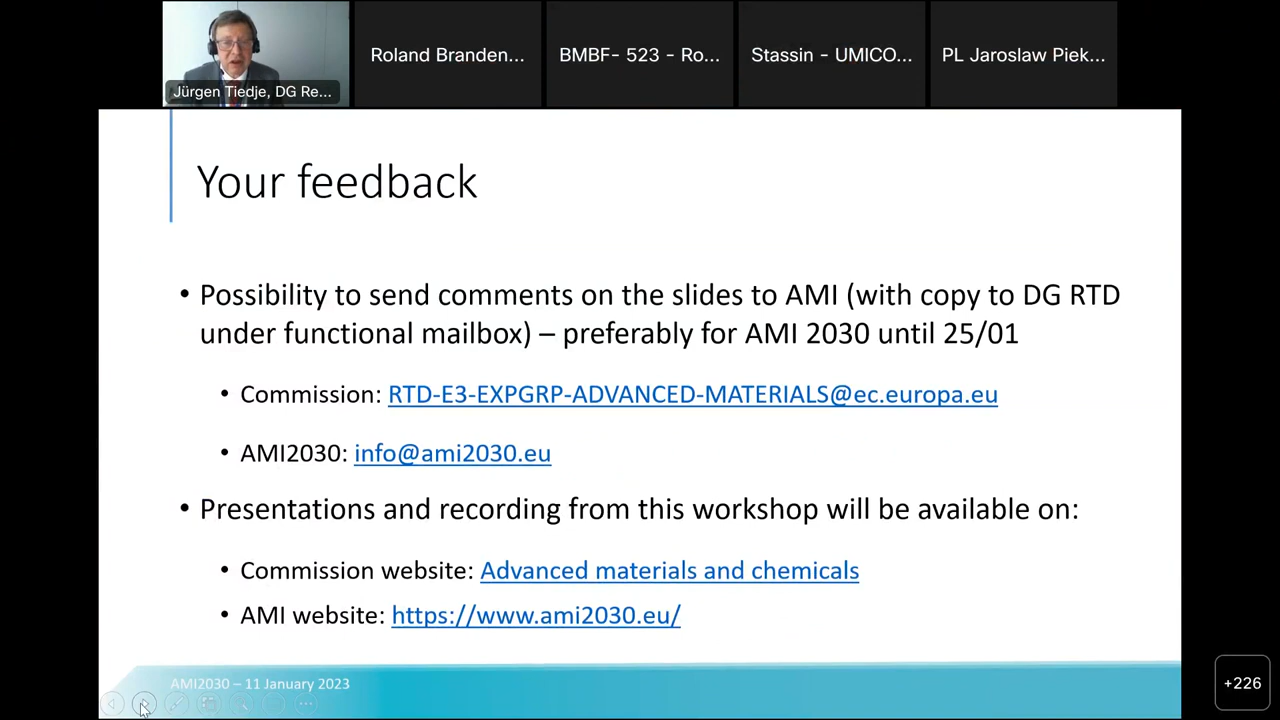 Jürgen Tiedje, DG Re...
Roland Branden...
BMBF- 523 - Ro...
Stassin - UMICO...
PL Jaroslaw Piek...
Your feedback
• Possibility to send comments on the slides to AMI (with copy to DG RTD
under functional mailbox) – preferably for AMI 2030 until 25/01
• Commission: RTD-E3-EXPGRP-ADVANCED-MATERIALS@ec.europa.eu
• AMI2030: info@ami2030.eu
• Presentations and recording from this workshop will be available on:
• Commission website: Advanced materials and chemicals
• AMI website: https://www.ami2030.eu/
AMI2030 – 11 January 2023
+226